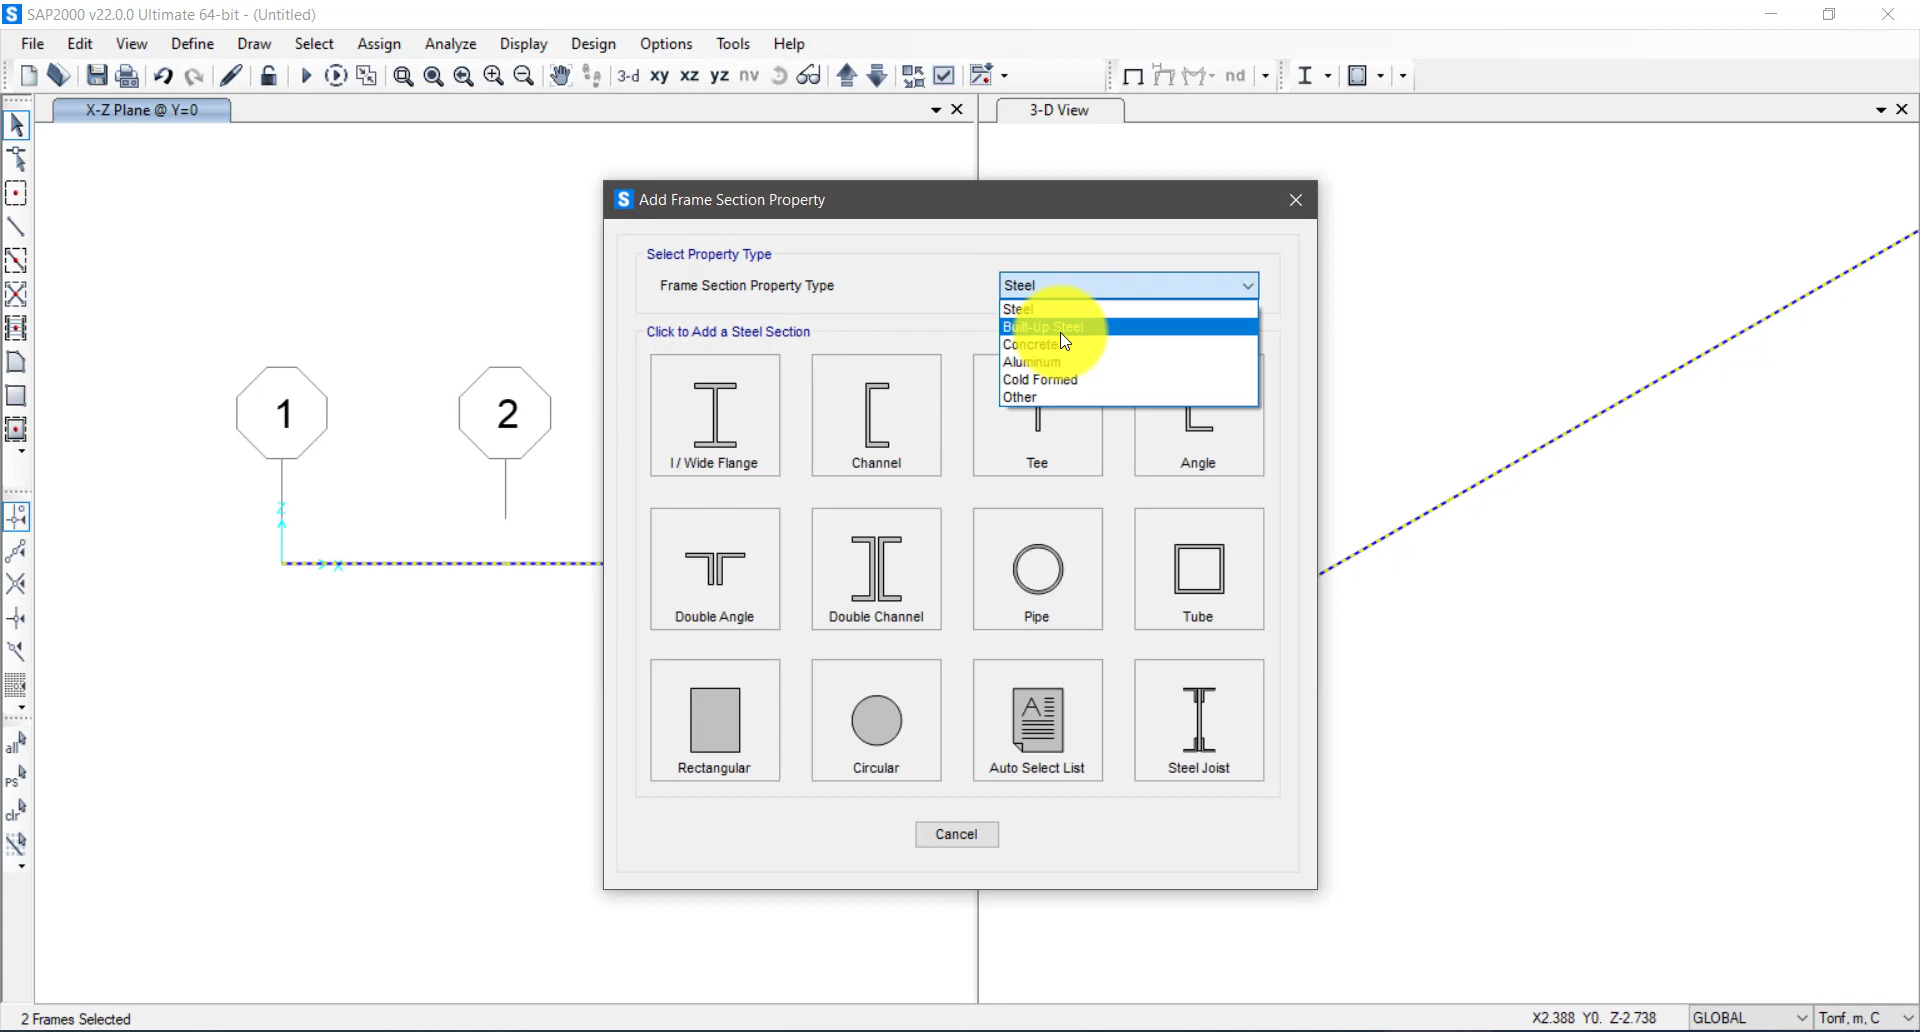 SAP2000 v22.0.0 Ultimate 64-bit - (Untitled)
File Edit View Define Draw Select Assign Analyze Display Design Options Tools Help
3-d xy xz yz nv nd
X-Z Plane @ Y=0
3-D View
Add Frame Section Property
Select Property Type
Frame Section Property Type
Steel
Steel
Built-Up Steel
Concrete
Aluminum
Cold Formed
Other
Click to Add a Steel Section
I / Wide Flange
Channel
Tee
Angle
Double Angle
Double Channel
Pipe
Tube
Rectangular
Circular
Auto Select List
Steel Joist
Cancel
1
2
Z
X
all
PS
clr
2 Frames Selected
X2.388 Y0. Z-2.738
GLOBAL
Tonf, m, C